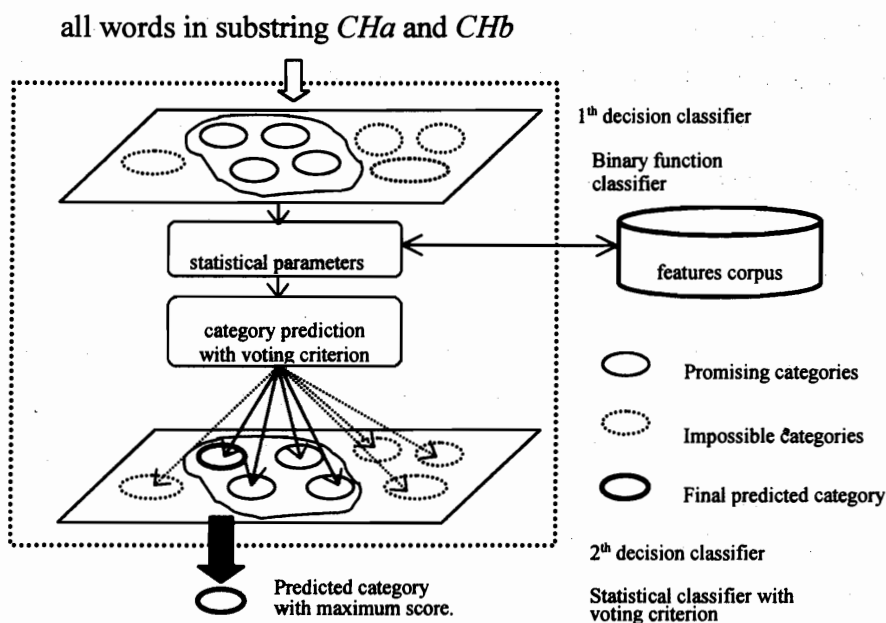 all words in substring CHa and CHb
1th decision classifier
Binary function
classifier
statistical parameters
features corpus
category prediction
with voting criterion
Promising categories
Impossible categories
Final predicted category
2th decision classifier
Predicted category
with maximum score.
Statistical classifier with
voting criterion